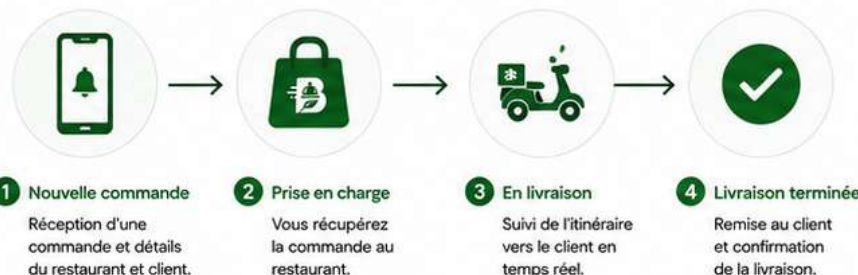 B
1 Nouvelle commande
Réception d'une
commande et détails
du restaurant et client.
2 Prise en charge
Vous récupérez
la commande au
restaurant.
3 En livraison
Suivi de l'itinéraire
vers le client en
temps réel.
4 Livraison terminée
Remise au client
et confirmation
de la livraison.